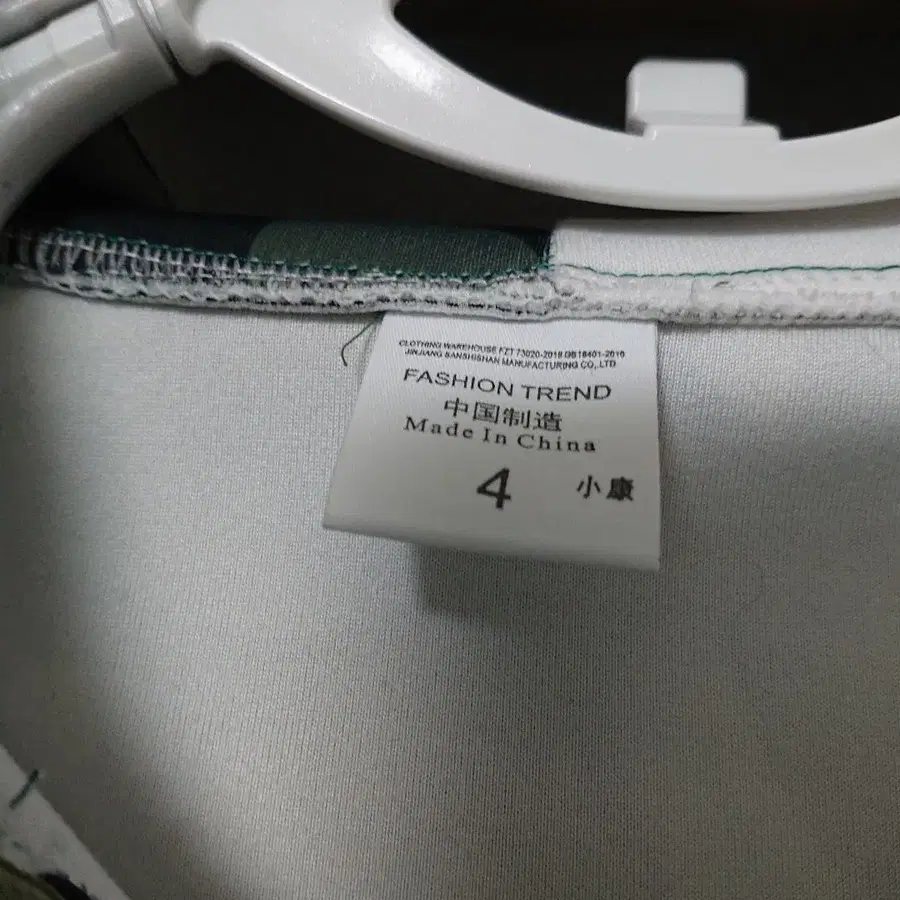 CLOTHING WAREHOUSE FZT 73020-2019 GB18401-2010
JINJIANG SANSHISHAN MANUFACTURING CO,.LTD
FASHION TREND
中国制造
Made In China
4 小康